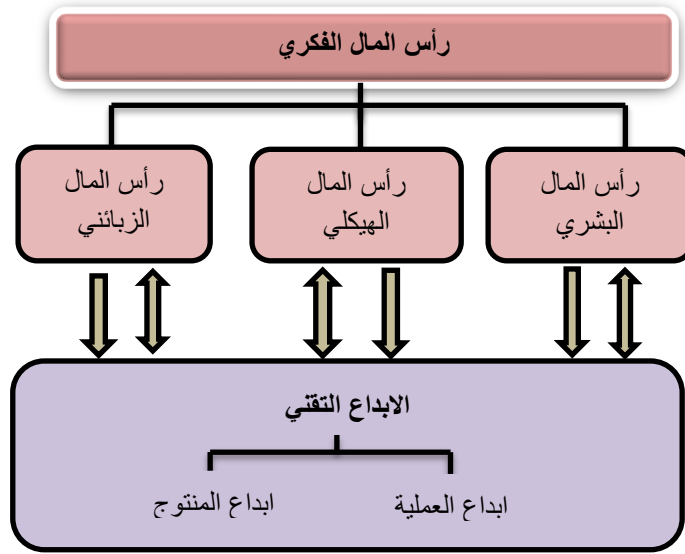 رأس المال الفكري
رأس المال
البشري
رأس المال
الهيكلي
رأس المال
الزبائني
الابداع التقني
ابداع العملية
ابداع المنتوج